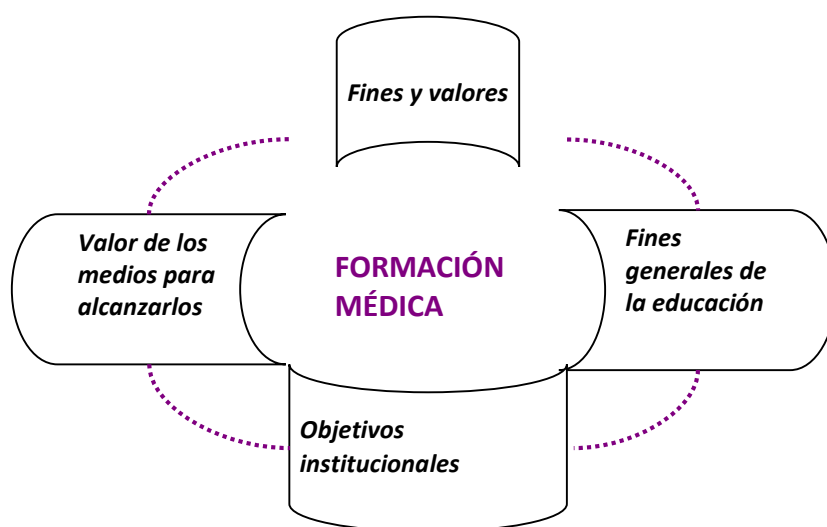 Fines y valores
Valor de los
medios para
alcanzarlos
FORMACIÓN
MÉDICA
Fines
generales de
la educación
Objetivos
institucionales